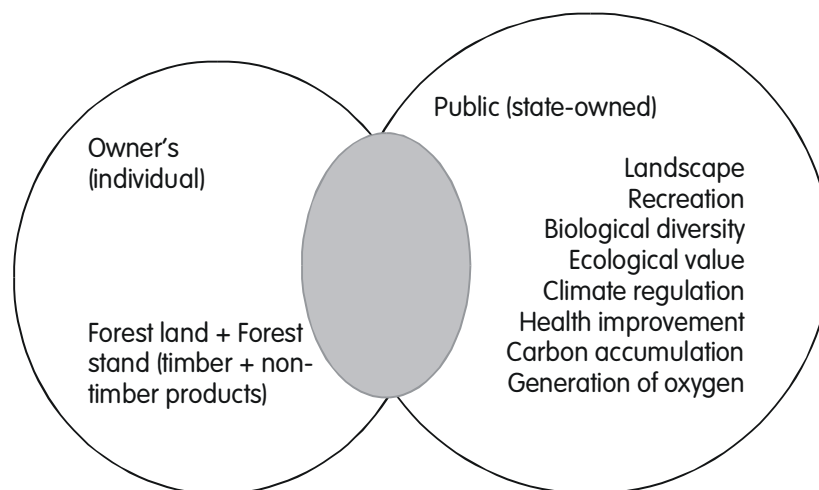 Owner's
(individual)
Forest land + Forest
stand (timber + non-
timber products)
Public (state-owned)
Landscape
Recreation
Biological diversity
Ecological value
Climate regulation
Health improvement
Carbon accumulation
Generation of oxygen